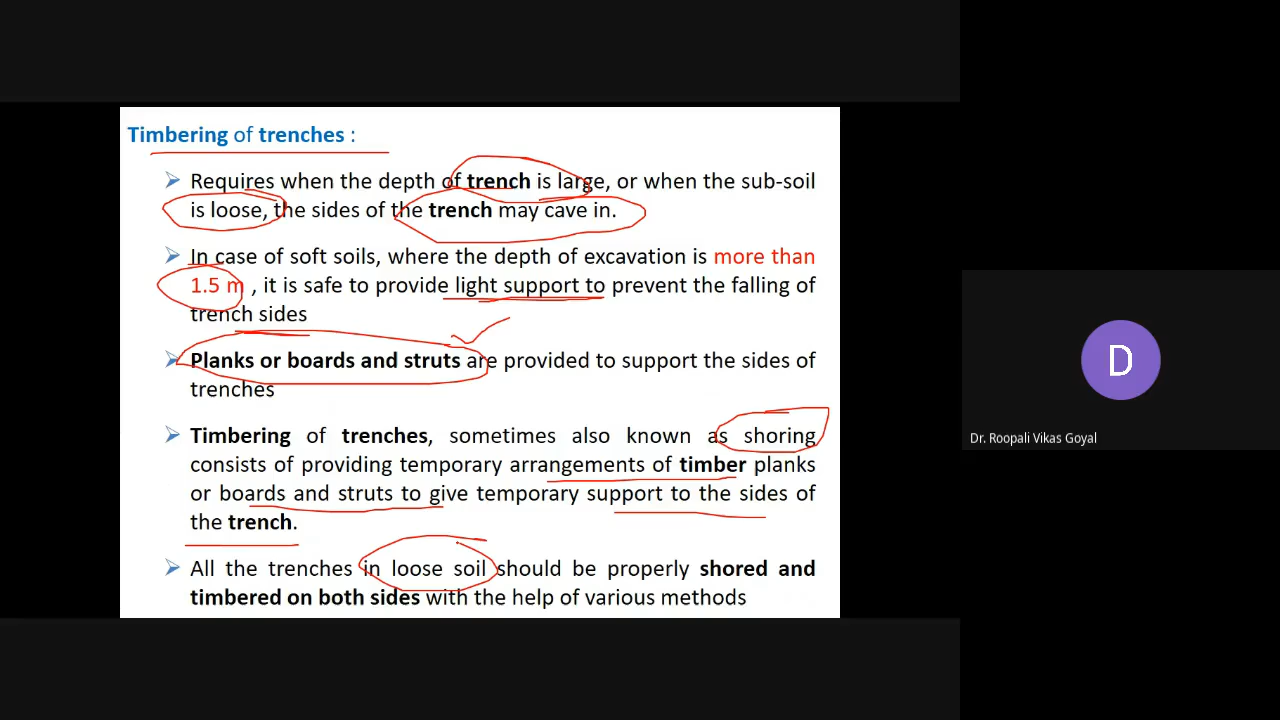 Timbering of trenches :
Requires when the depth of trench is large, or when the sub-soil
is loose, the sides of the trench may cave in.
In case of soft soils, where the depth of excavation is more than
1.5 m , it is safe to provide light support to prevent the falling of
trench sides
Planks or boards and struts are provided to support the sides of
trenches
Timbering of trenches, sometimes also known as shoring
consists of providing temporary arrangements of timber planks
or boards and struts to give temporary support to the sides of
the trench.
All the trenches in loose soil should be properly shored and
timbered on both sides with the help of various methods
D
Dr. Roopali Vikas Goyal